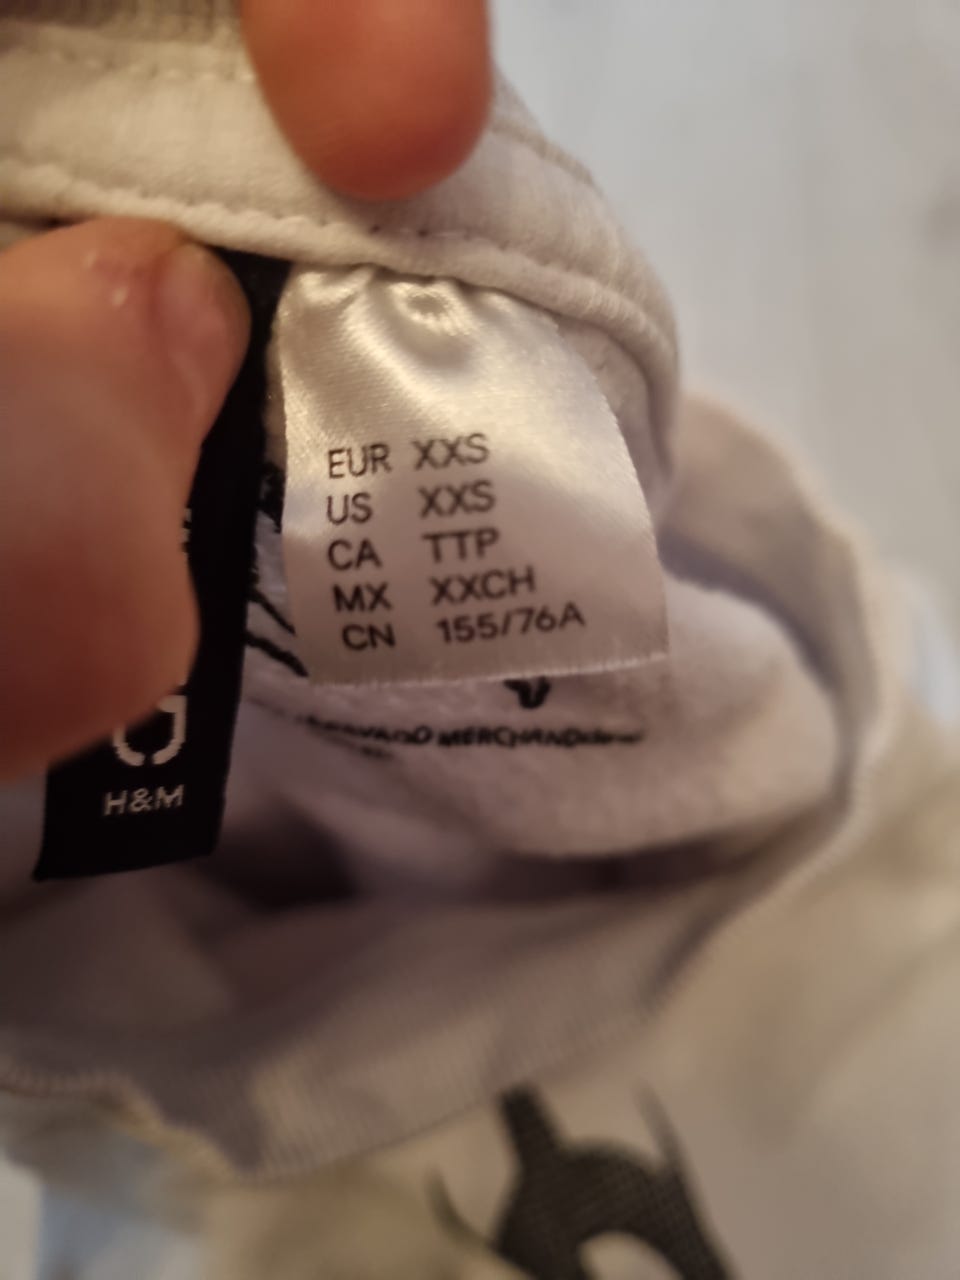 EUR XXS
US XXS
CA TTP
MX XXCH
CN 155/76A
H&M